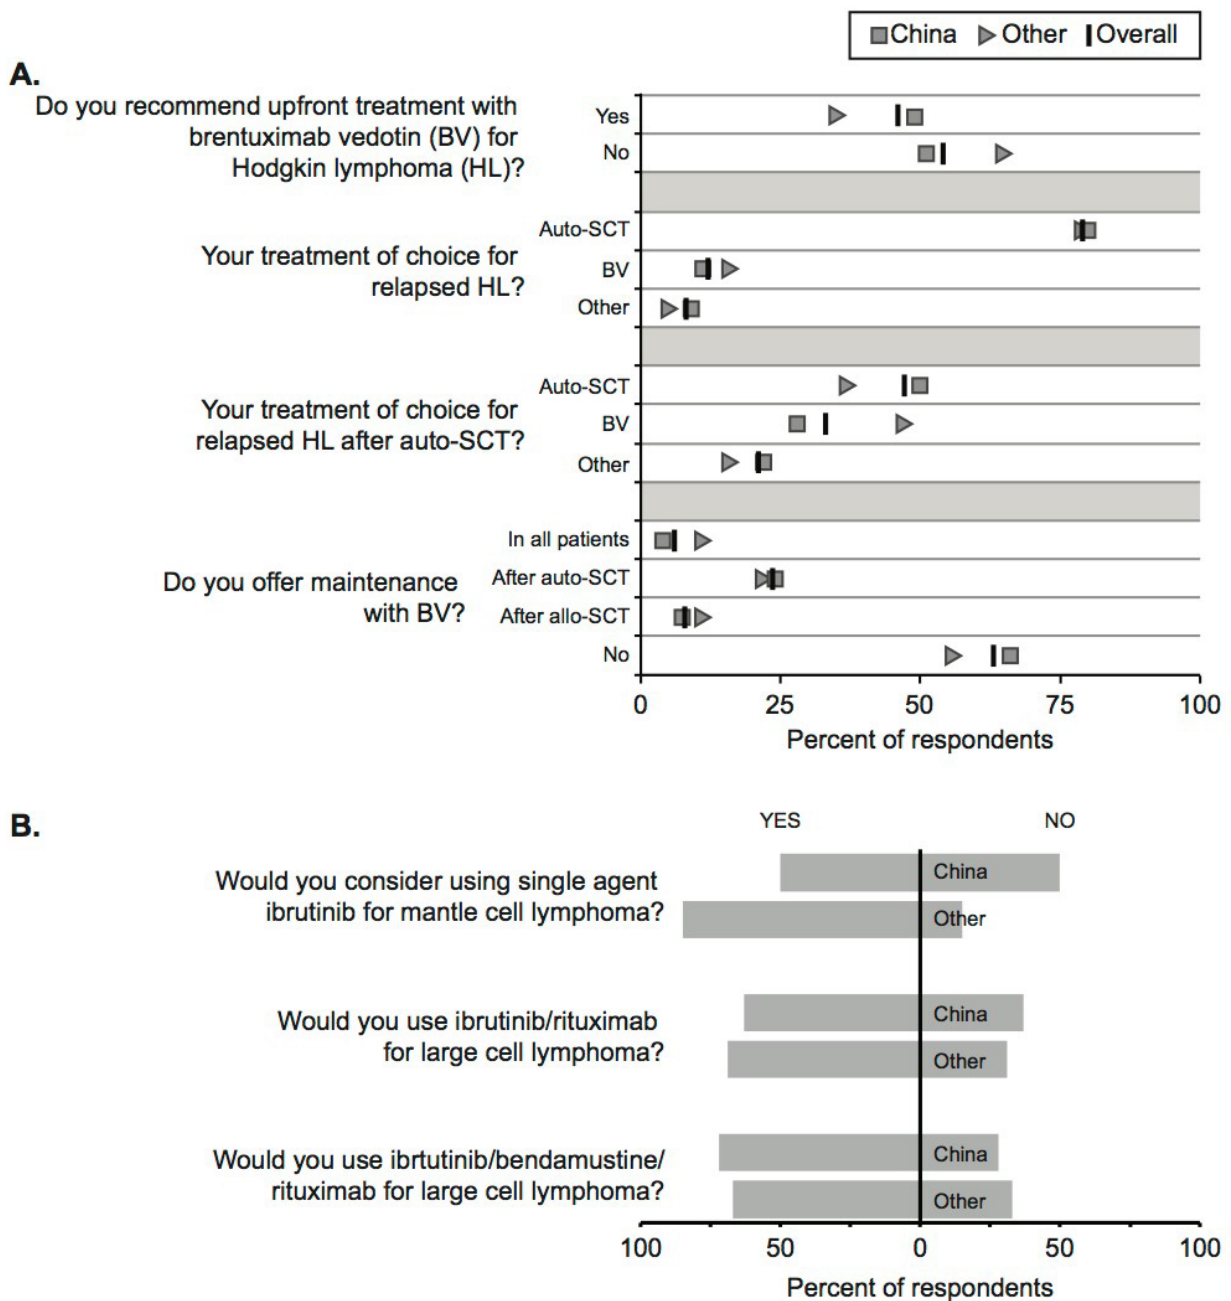 China Other Overall
A.
Do you recommend upfront treatment with
brentuximab vedotin (BV) for
Hodgkin lymphoma (HL)?
Yes
No
Your treatment of choice for
relapsed HL?
Auto-SCT
BV
Other
Your treatment of choice for
relapsed HL after auto-SCT?
Auto-SCT
BV
Other
Do you offer maintenance
with BV?
In all patients
After auto-SCT
After allo-SCT
No
0 25 50 75 100
Percent of respondents
B.
YES NO
Would you consider using single agent
ibrutinib for mantle cell lymphoma?
China
Other
Would you use ibrutinib/rituximab
for large cell lymphoma?
China
Other
Would you use ibrtutinib/bendamustine/
rituximab for large cell lymphoma?
China
Other
100 50 0 50 100
Percent of respondents